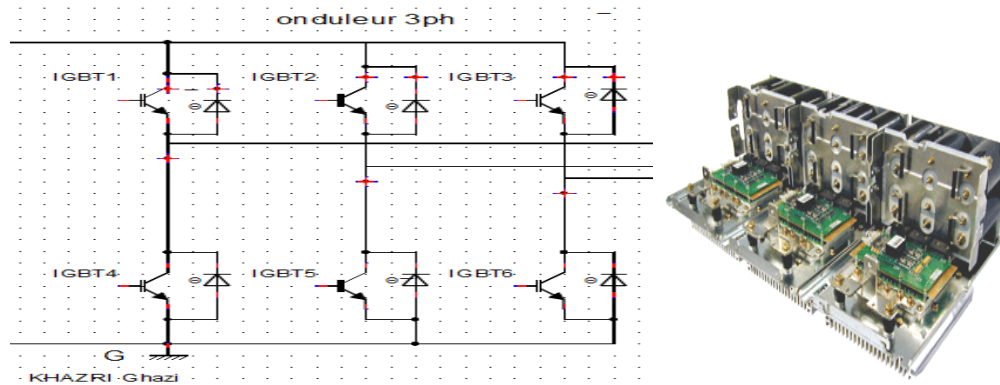 onduleur 3ph
IGBT1 IGBT2 IGBT3
IGBT4 IGBT5 IGBT6
G
KHAZRI Ghazi